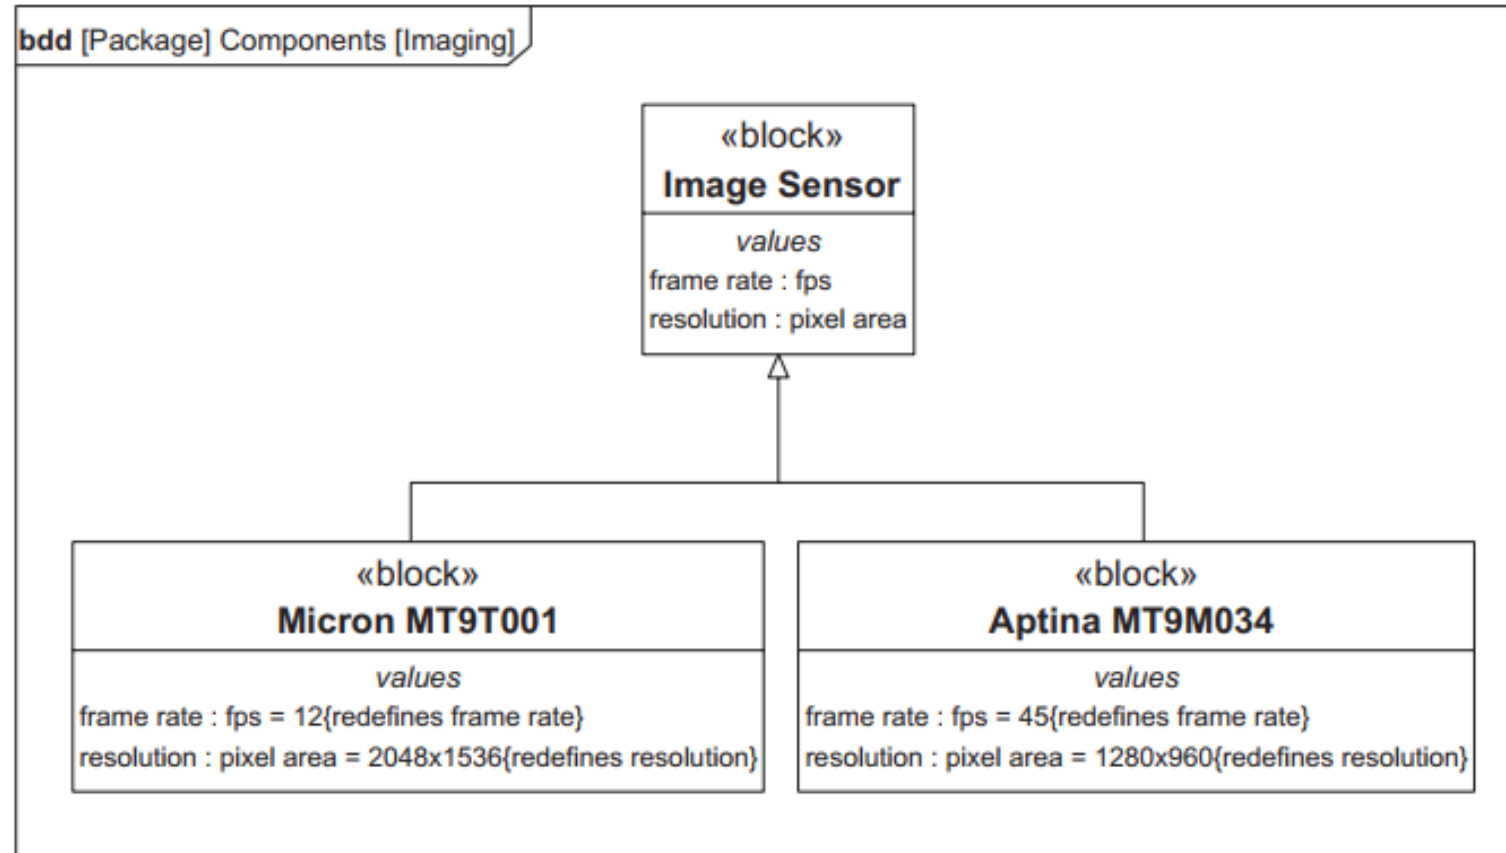 bdd [Package] Components [Imaging]
«block»
Image Sensor
values
frame rate : fps
resolution : pixel area
«block»
Micron MT9T001
values
frame rate : fps = 12{redefines frame rate}
resolution : pixel area = 2048x1536{redefines resolution}
«block»
Aptina MT9M034
values
frame rate : fps = 45{redefines frame rate}
resolution : pixel area = 1280x960{redefines resolution}